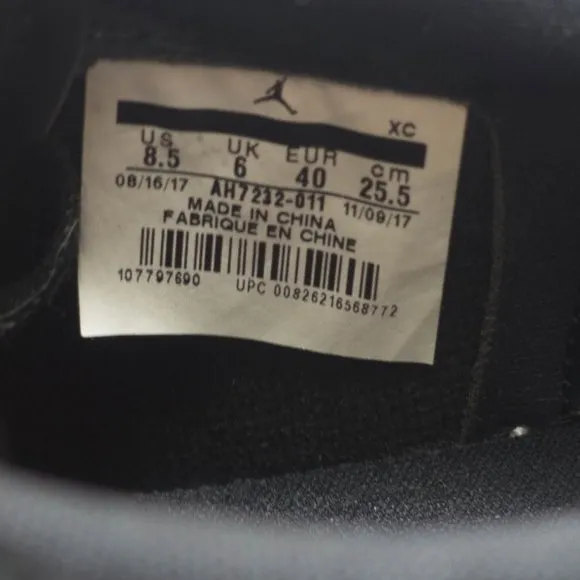 XC
US UK EUR cm
8.5 6 40 25.5
08/16/17 AH7232-011 11/09/17
MADE IN CHINA
FABRIQUE EN CHINE
107797690 UPC 00826216568772